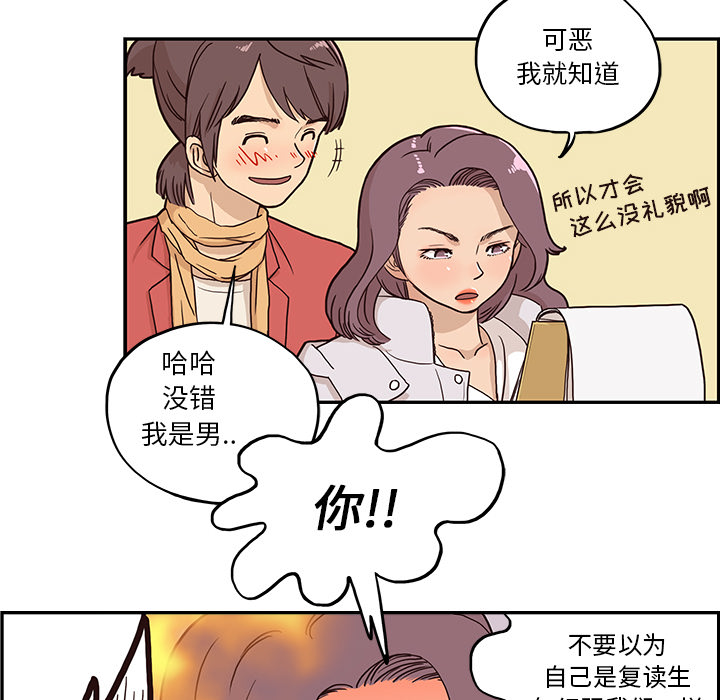 可恶
我就知道
所以才会
这么没礼貌啊
哈哈
没错
我是男..
你!!
不要以为
自己是复读生